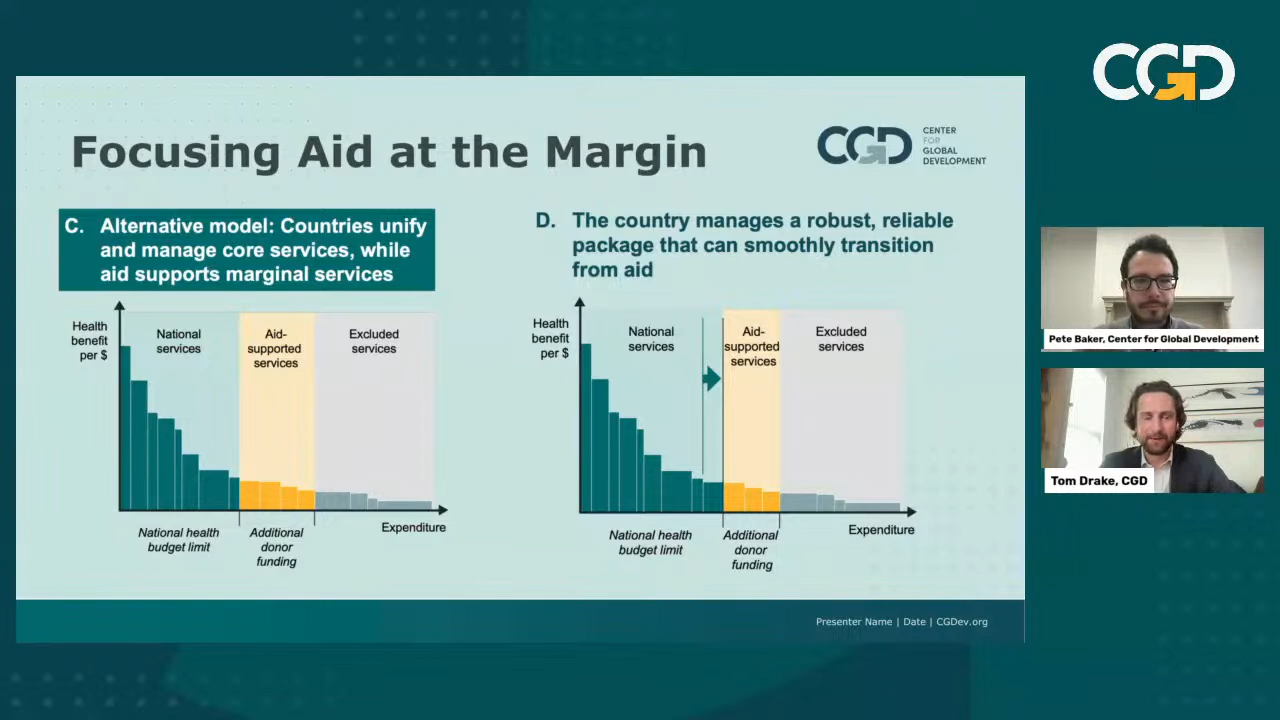 CGD
Focusing Aid at the Margin
CGD
CENTER
FOR
GLOBAL
DEVELOPMENT
C. Alternative model: Countries unify
and manage core services, while
aid supports marginal services
Health
benefit
per $
National
services
Aid-
supported
services
Excluded
services
National health
budget limit
Additional
donor
funding
Expenditure
D. The country manages a robust, reliable
package that can smoothly transition
from aid
Health
benefit
per $
National
services
Aid-
supported
services
Excluded
services
National health
budget limit
Additional
donor
funding
Expenditure
Presenter Name | Date | CGDev.org
Pete Baker, Center for Global Development
Tom Drake, CGD